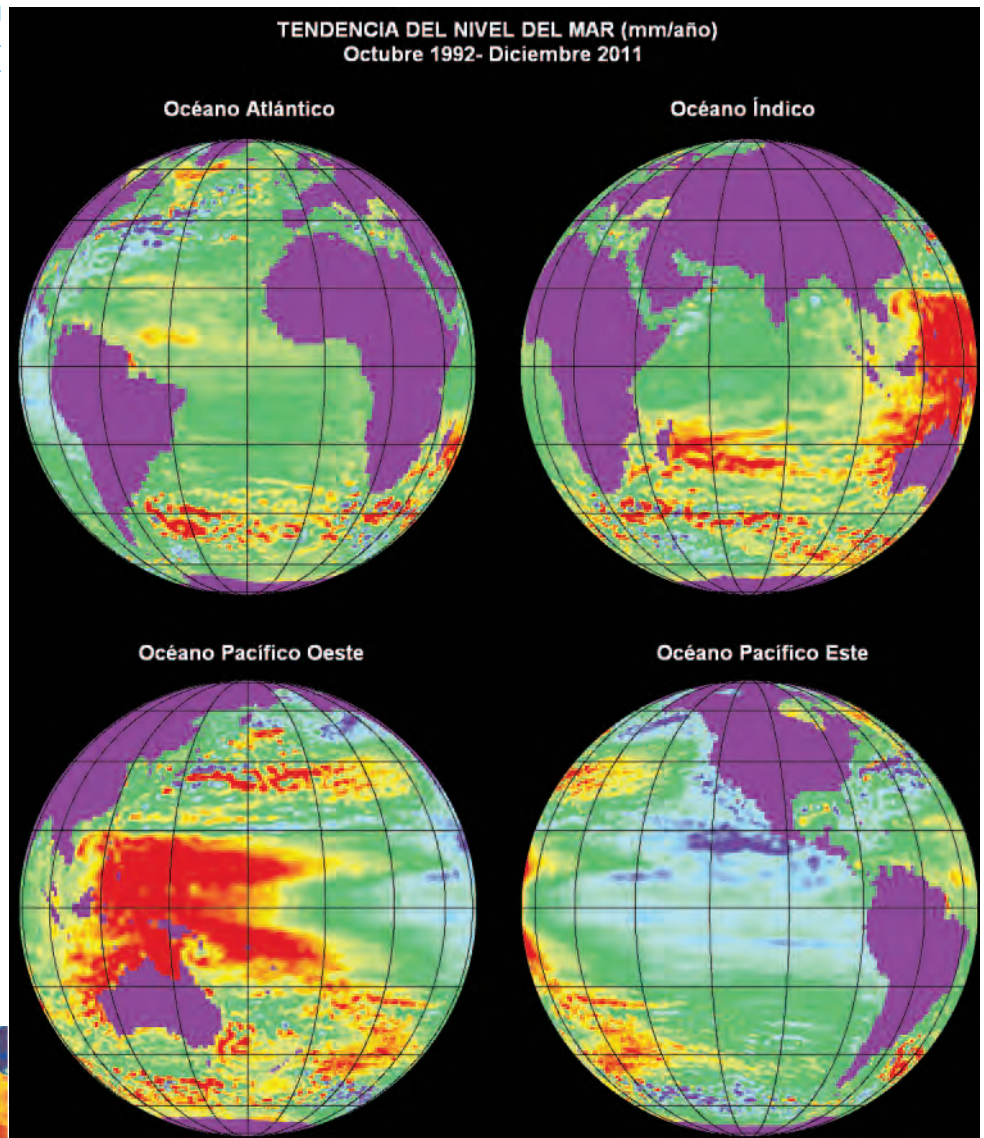 TENDENCIA DEL NIVEL DEL MAR (mm/año)
Octubre 1992- Diciembre 2011
Océano Atlántico
Océano Índico
Océano Pacífico Oeste
Océano Pacífico Este